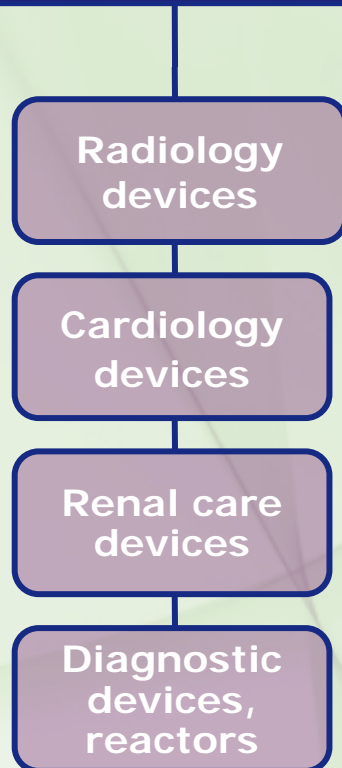 Radiology
devices
Cardiology
devices
Renal care
devices
Diagnostic
devices,
reactors